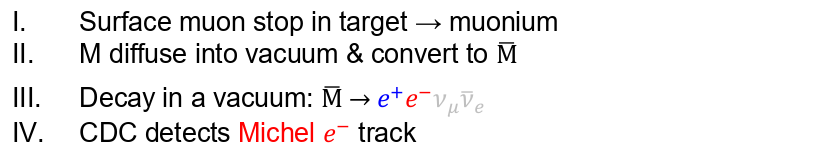 I. Surface muon stop in target → muonium
II. M diffuse into vacuum & convert to M̅
III. Decay in a vacuum: M̅ → e⁺e⁻ν_μν̅_e
IV. CDC detects Michel e⁻ track